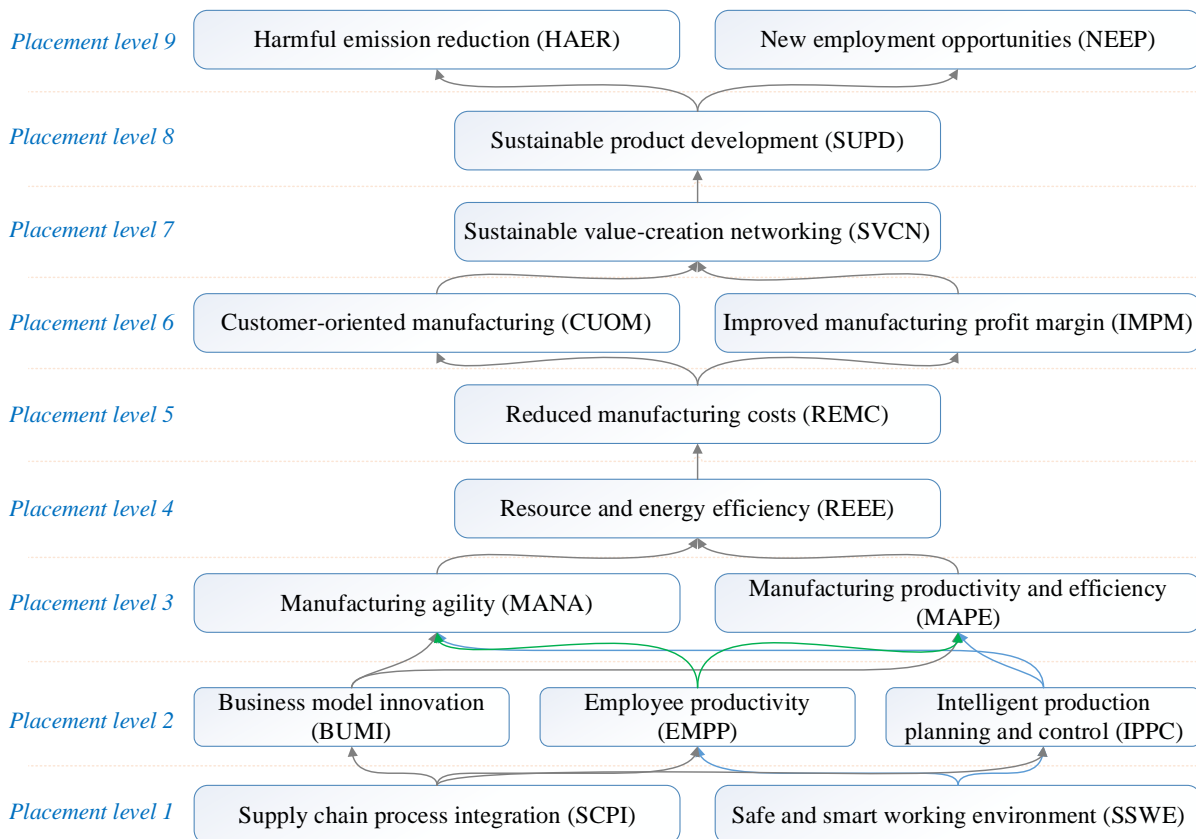 Placement level 9
Harmful emission reduction (HAER)
New employment opportunities (NEEP)
Placement level 8
Sustainable product development (SUPD)
Placement level 7
Sustainable value-creation networking (SVCN)
Placement level 6
Customer-oriented manufacturing (CUOM)
Improved manufacturing profit margin (IMPM)
Placement level 5
Reduced manufacturing costs (REMC)
Placement level 4
Resource and energy efficiency (REEE)
Placement level 3
Manufacturing agility (MANA)
Manufacturing productivity and efficiency
(MAPE)
Placement level 2
Business model innovation
(BUMI)
Employee productivity
(EMPP)
Intelligent production
planning and control (IPPC)
Placement level 1
Supply chain process integration (SCPI)
Safe and smart working environment (SSWE)